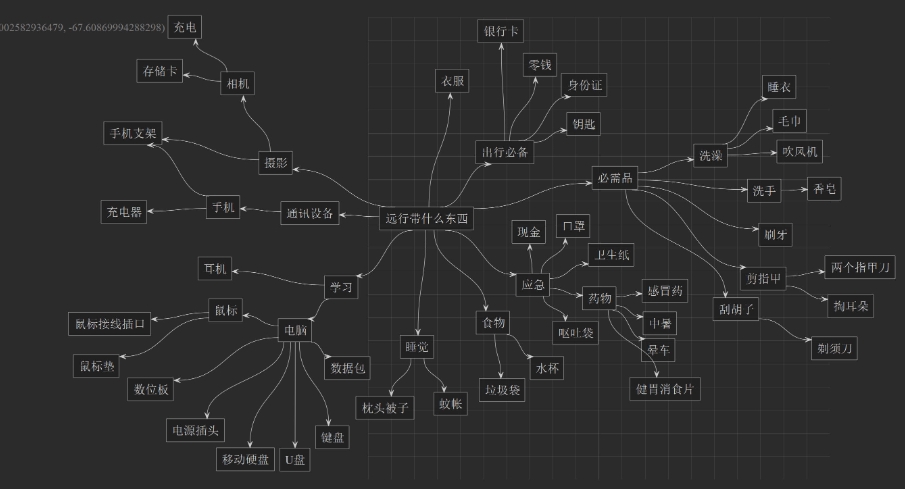 002582936479, -67.60869994288298)
充电
存储卡
相机
手机支架
摄影
充电器
手机
通讯设备
远行带什么东西
衣服
银行卡
零钱
身份证
钥匙
出行必备
必需品
洗澡
睡衣
毛巾
吹风机
洗手
香皂
刷牙
剪指甲
两个指甲刀
掏耳朵
刮胡子
剃须刀
应急
现金
口罩
卫生纸
药物
感冒药
中暑
晕车
健胃消食片
呕吐袋
食物
水杯
垃圾袋
睡觉
枕头被子
蚊帐
学习
耳机
电脑
鼠标
鼠标接线插口
鼠标垫
数位板
电源插头
移动硬盘
U盘
键盘
数据包